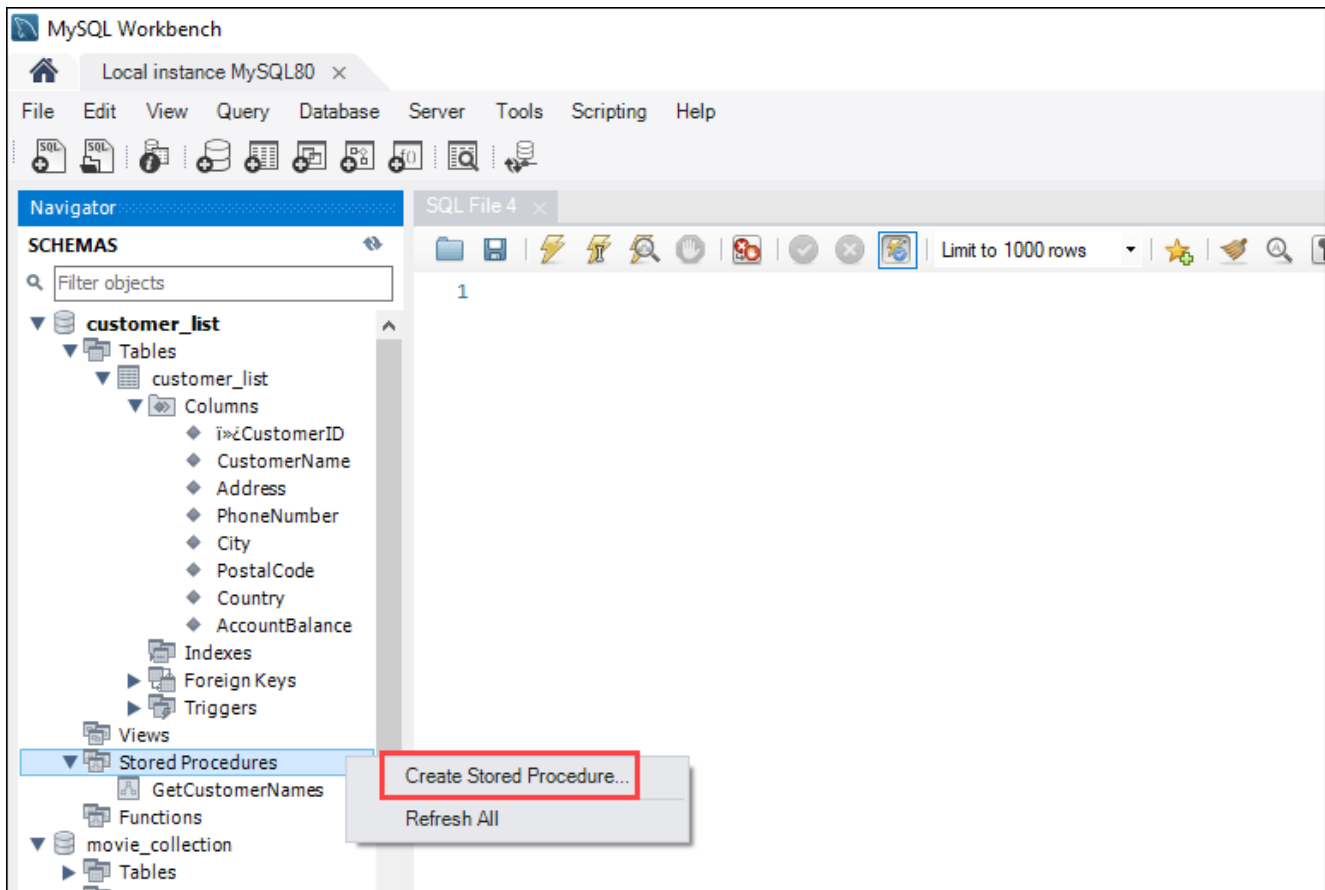 MySQL Workbench
Local instance MySQL80 ×
File Edit View Query Database Server Tools Scripting Help
Navigator
SQL File 4 ×
SCHEMAS
Limit to 1000 rows
Filter objects
1
customer_list
Tables
customer_list
Columns
ï»¿CustomerID
CustomerName
Address
PhoneNumber
City
PostalCode
Country
AccountBalance
Indexes
Foreign Keys
Triggers
Views
Stored Procedures
Create Stored Procedure...
GetCustomerNames
Functions
Refresh All
movie_collection
Tables